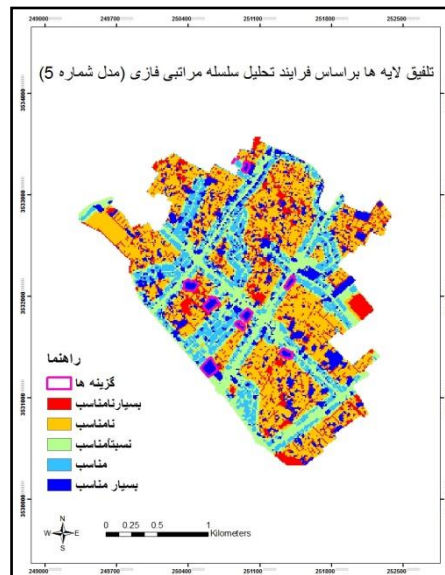 249000 249700 250400 251100 251800 252500
تلفیق لایه ها براساس فرایند تحلیل سلسله مراتبی فازی (مدل شماره 5)
3534000
3533000
3532000
3531000
3530000
راهنما
گزینه ها
بسیارنامناسب
نامناسب
نسبتاًمناسب
مناسب
بسیار مناسب
N
W E
S
0 0.25 0.5 1
Kilometers
249000 249700 250400 251100 251800 252500